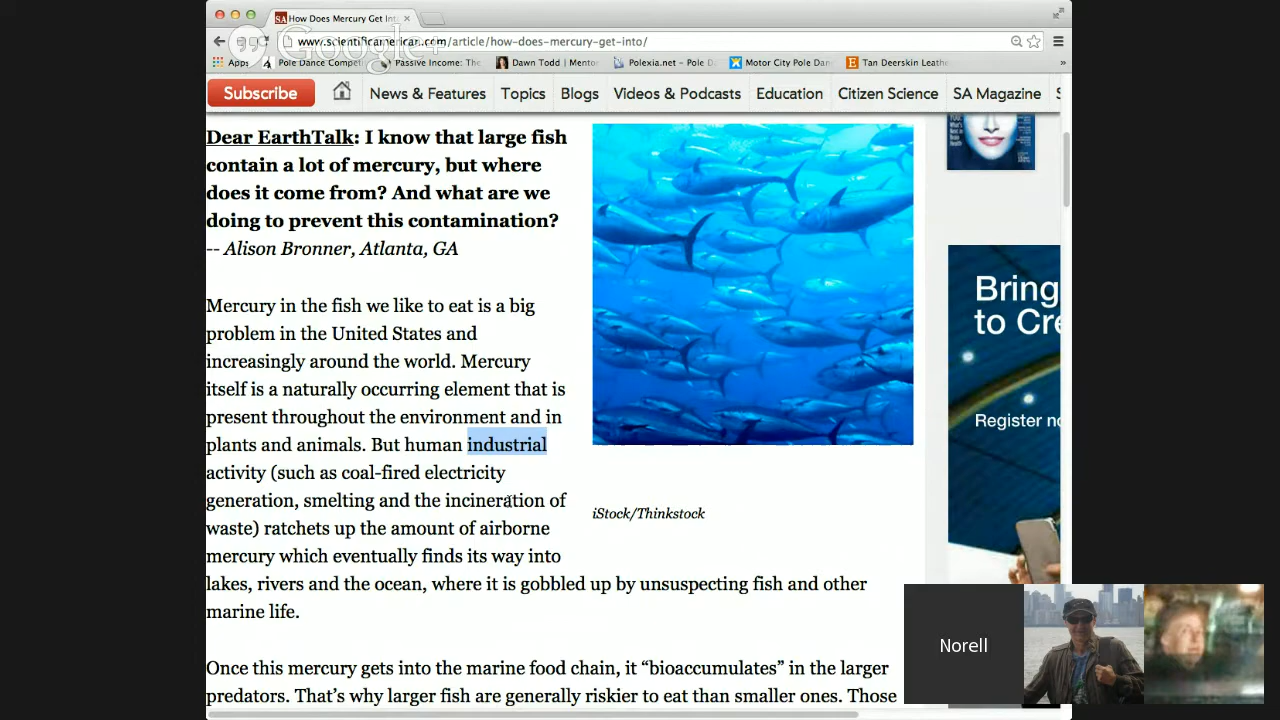 SA How Does Mercury Get Int
Google+
www.scientificamerican.com/article/how-does-mercury-get-into/
Apps
Pole Dance Compet
Passive Income: The
Dawn Todd | Mentor
Polexia.net – Pole D
Motor City Pole Dan
Tan Deerskin Leath
»
Subscribe
News & Features
Topics
Blogs
Videos & Podcasts
Education
Citizen Science
SA Magazine
Dear EarthTalk: I know that large fish
contain a lot of mercury, but where
does it come from? And what are we
doing to prevent this contamination?
-- Alison Bronner, Atlanta, GA
Mercury in the fish we like to eat is a big
problem in the United States and
increasingly around the world. Mercury
itself is a naturally occurring element that is
present throughout the environment and in
plants and animals. But human industrial
activity (such as coal-fired electricity
generation, smelting and the incineration of
waste) ratchets up the amount of airborne
mercury which eventually finds its way into
lakes, rivers and the ocean, where it is gobbled up by unsuspecting fish and other
marine life.
Once this mercury gets into the marine food chain, it “bioaccumulates” in the larger
predators. That’s why larger fish are generally riskier to eat than smaller ones. Those
iStock/Thinkstock
Bring
to Cre
Register no
Norell